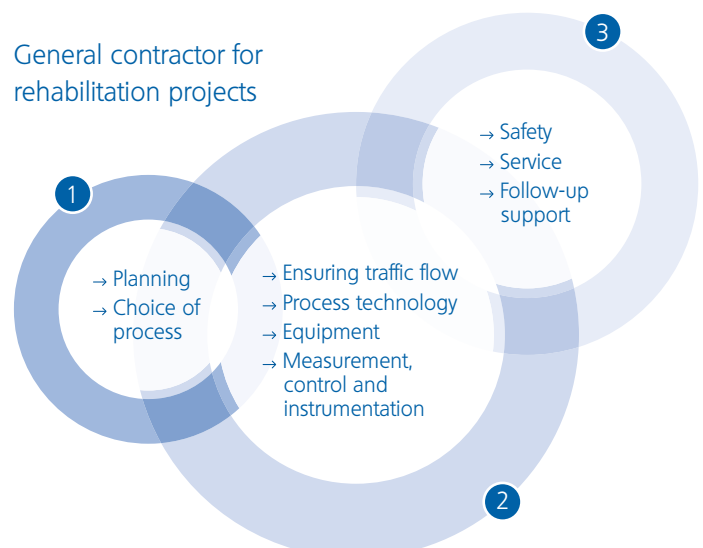 General contractor for
rehabilitation projects
1
→ Planning
→ Choice of
process
→ Ensuring traffic flow
→ Process technology
→ Equipment
→ Measurement,
control and
instrumentation
2
3
→ Safety
→ Service
→ Follow-up
support